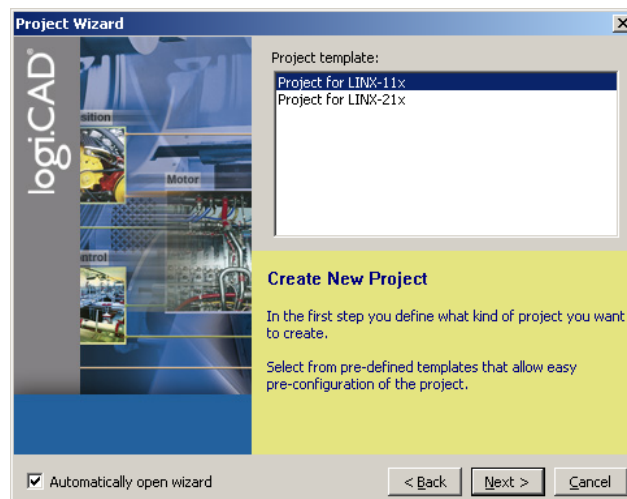 Project Wizard
logi.CAD
sition
Motor
ntrol
Project template:
Project for LINX-11x
Project for LINX-21x
Create New Project
In the first step you define what kind of project you want
to create.
Select from pre-defined templates that allow easy
pre-configuration of the project.
Automatically open wizard
< Back
Next >
Cancel